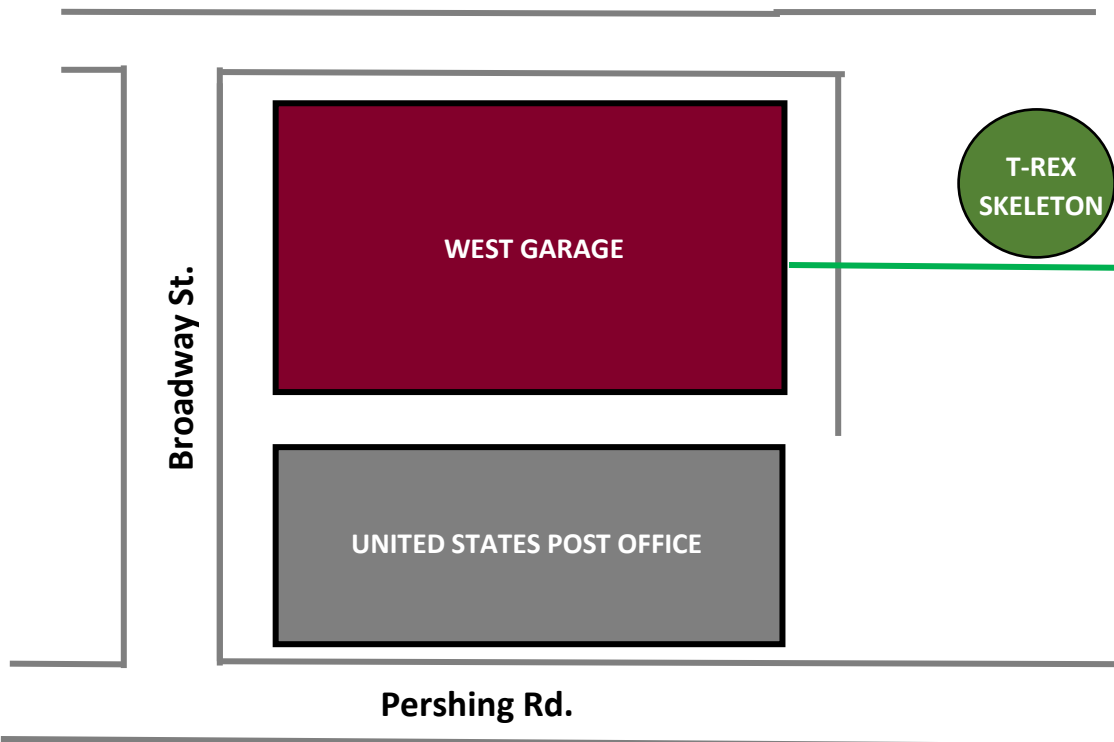 T-REX
SKELETON
WEST GARAGE
Broadway St.
UNITED STATES POST OFFICE
Pershing Rd.